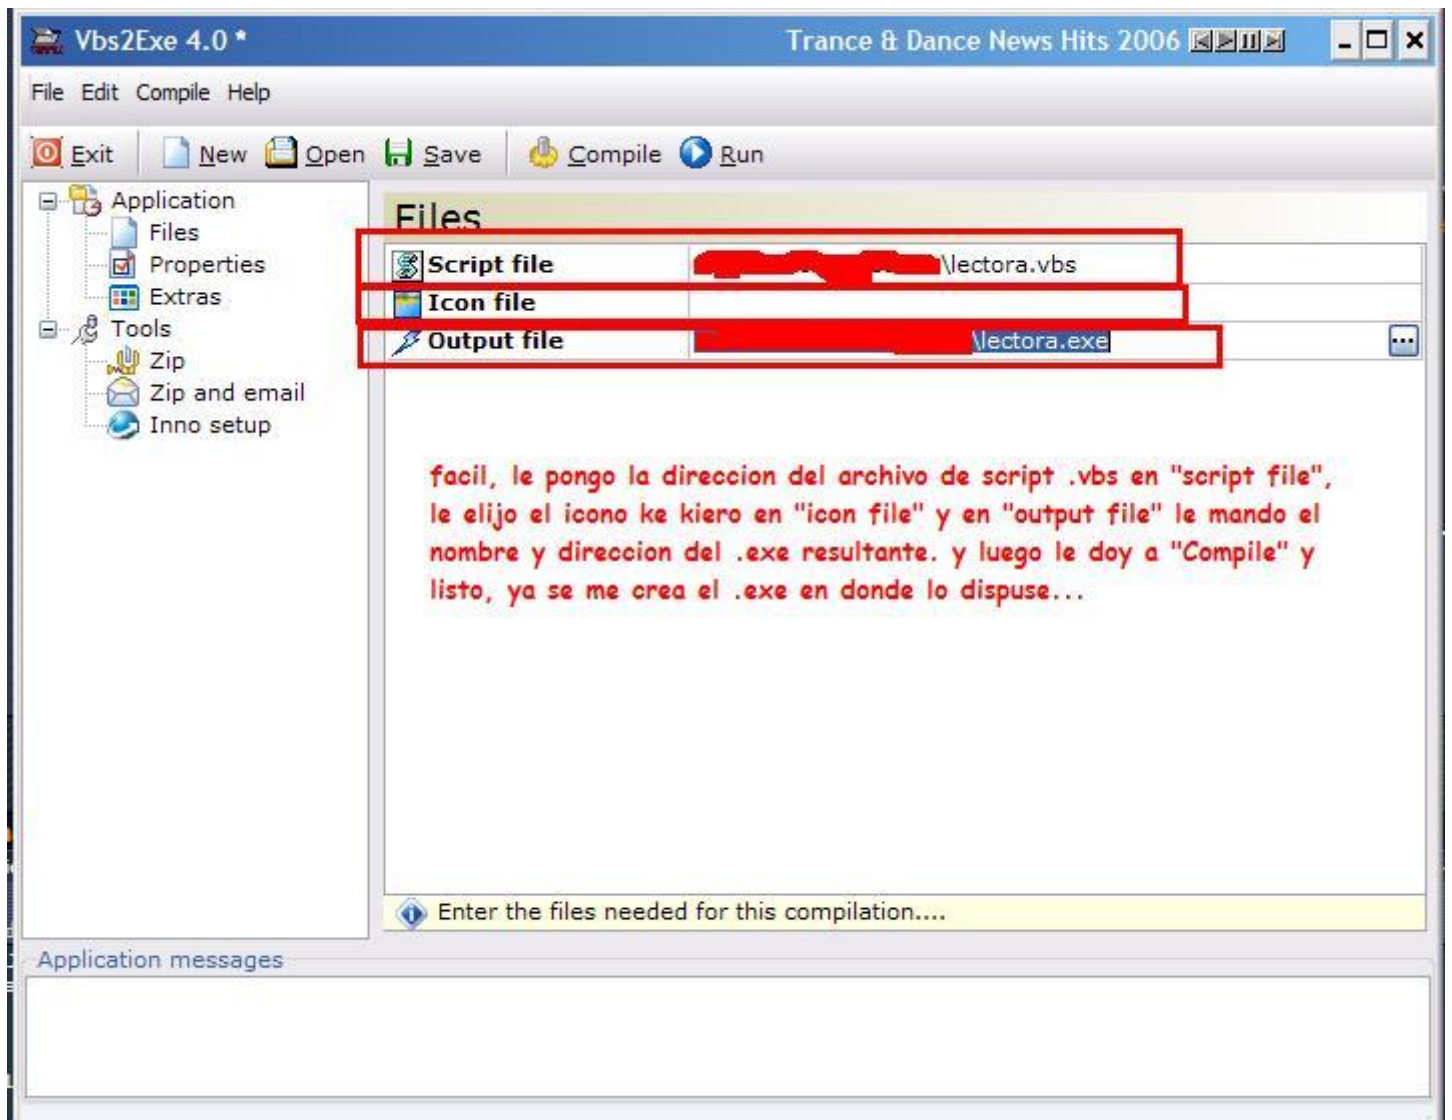 Vbs2Exe 4.0 *
Trance & Dance News Hits 2006
File Edit Compile Help
Exit New Open Save Compile Run
Application
Files
Properties
Extras
Tools
Zip
Zip and email
Inno setup
Files
Script file \lectora.vbs
Icon file
Output file \lectora.exe
...
facil, le pongo la direccion del archivo de script .vbs en "script file",
le elijo el icono ke kiero en "icon file" y en "output file" le mando el
nombre y direccion del .exe resultante. y luego le doy a "Compile" y
listo, ya se me crea el .exe en donde lo dispuse...
Enter the files needed for this compilation....
Application messages